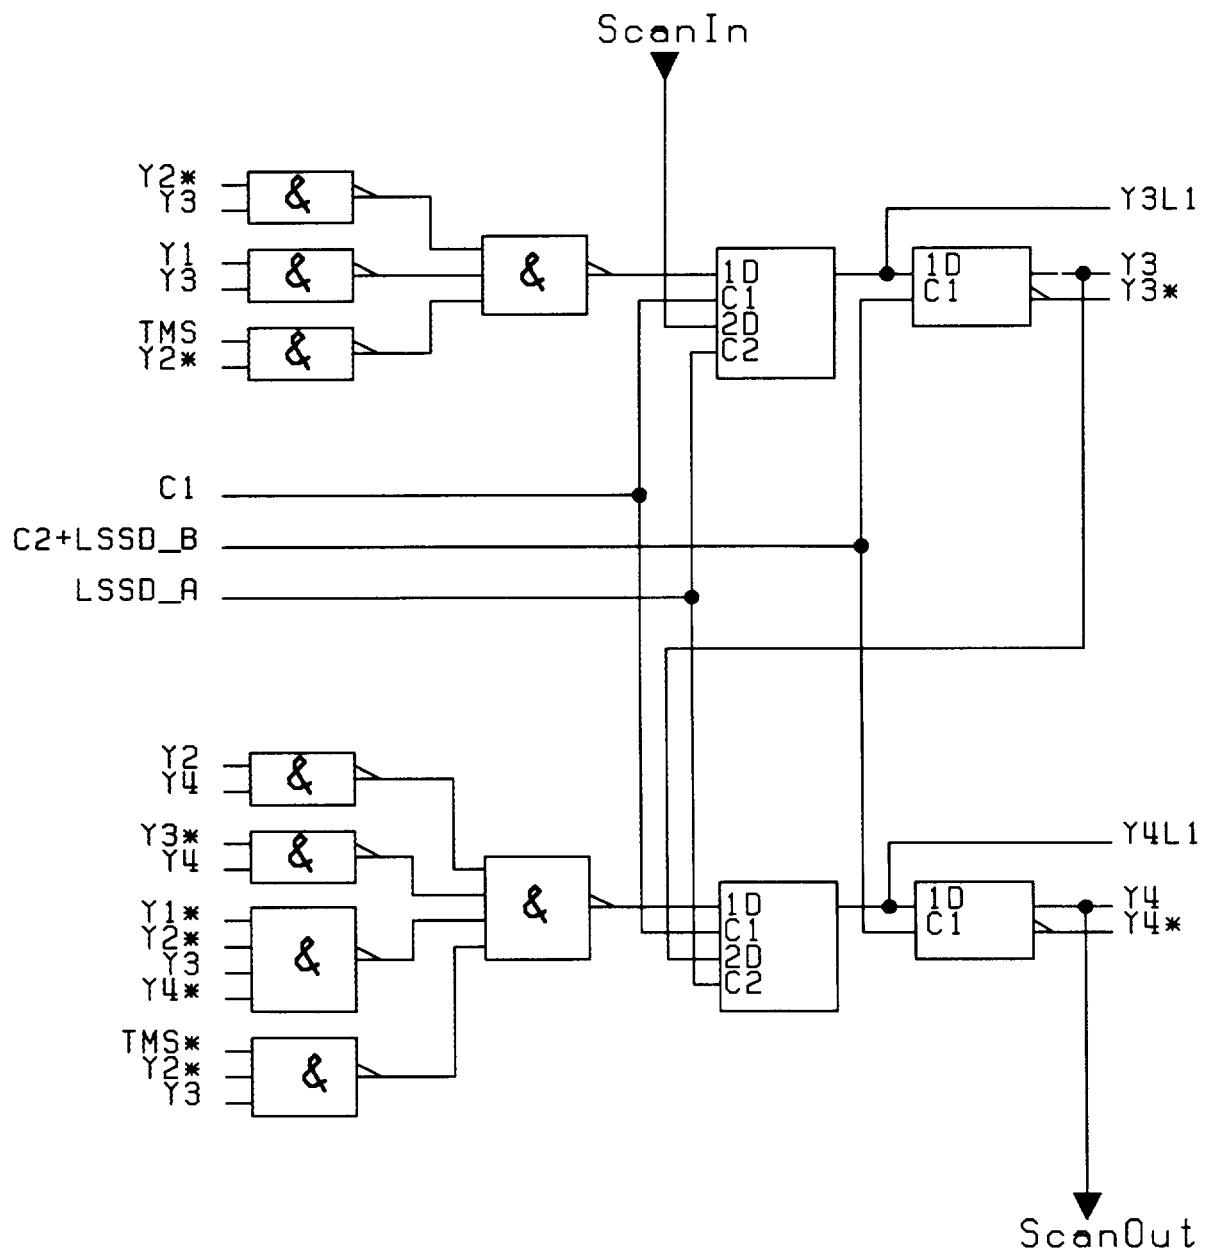 ScanIn
Y2*
Y3
&
Y1
Y3
&
TMS
Y2*
&
&
1D
C1
2D
C2
Y3L1
1D
C1
Y3
Y3*
C1
C2+LSSD_B
LSSD_A
Y2
Y4
&
Y3*
Y4
&
Y1*
Y2*
Y3
Y4*
&
TMS*
Y2*
Y3
&
&
1D
C1
2D
C2
Y4L1
1D
C1
Y4
Y4*
ScanOut